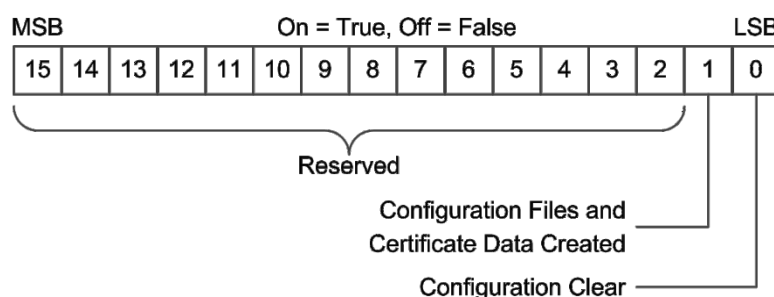 MSB On = True, Off = False LSB
15 14 13 12 11 10 9 8 7 6 5 4 3 2 1 0
Reserved
Configuration Files and
Certificate Data Created
Configuration Clear